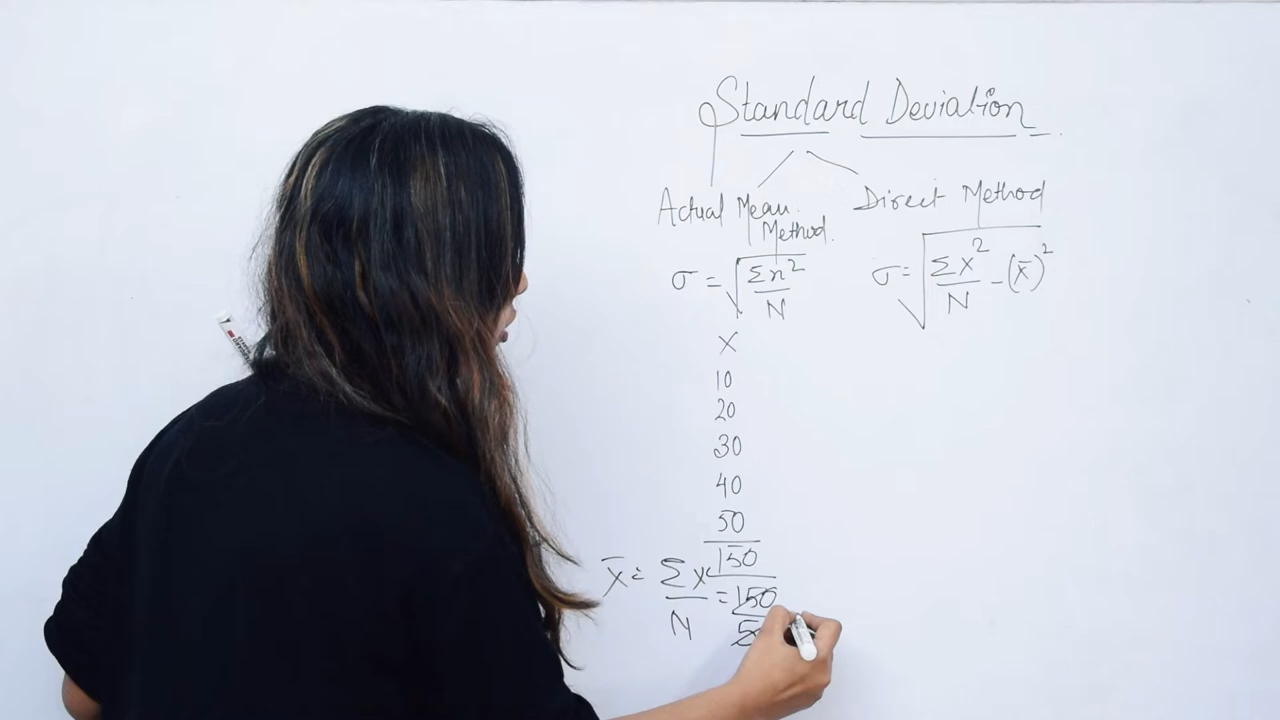 Standard Deviation
Actual Mean Method.
Direct Method
σ = √Σx²/N
σ = √ΣX²/N - (x̄)²
X
10
20
30
40
50
150
X̄ = ΣX/N = 150/5